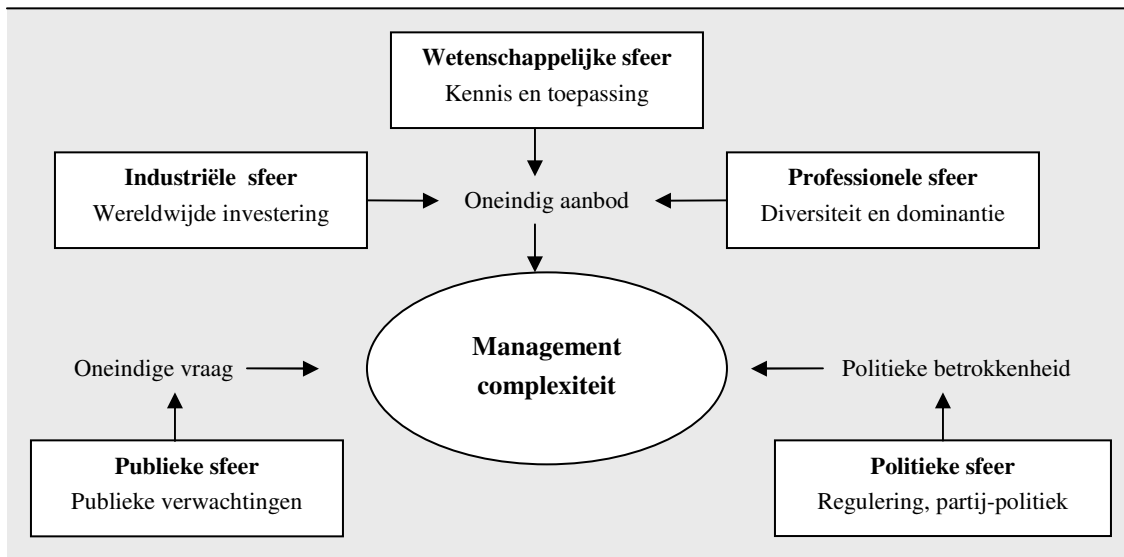 Wetenschappelijke sfeer
Kennis en toepassing
Industriële sfeer
Wereldwijde investering
Oneindig aanbod
Professionele sfeer
Diversiteit en dominantie
Management
complexiteit
Oneindige vraag
Politieke betrokkenheid
Publieke sfeer
Publieke verwachtingen
Politieke sfeer
Regulering, partij-politiek